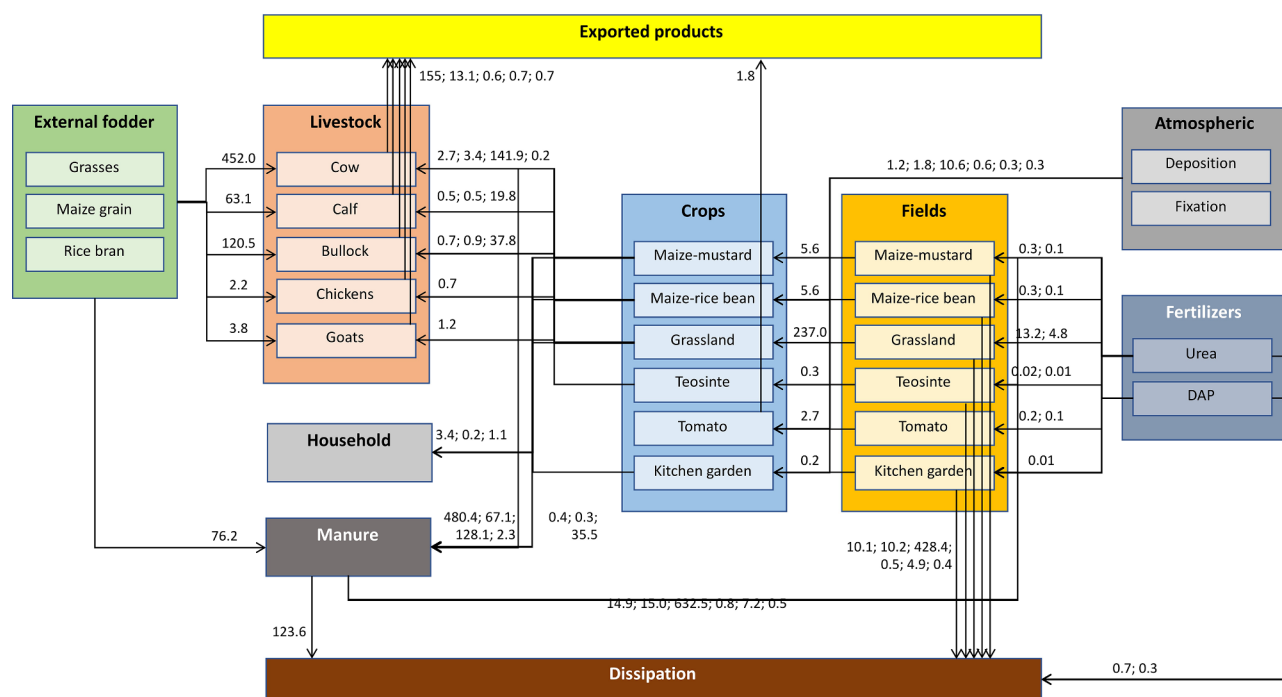 Exported products
155; 13.1; 0.6; 0.7; 0.7
1.8
External fodder
Grasses
Maize grain
Rice bran
452.0
63.1
120.5
2.2
3.8
Livestock
Cow
Calf
Bullock
Chickens
Goats
2.7; 3.4; 141.9; 0.2
0.5; 0.5; 19.8
0.7; 0.9; 37.8
0.7
1.2
Crops
Maize-mustard
Maize-rice bean
Grassland
Teosinte
Tomato
Kitchen garden
5.6
5.6
237.0
0.3
2.7
0.2
Fields
Maize-mustard
Maize-rice bean
Grassland
Teosinte
Tomato
Kitchen garden
1.2; 1.8; 10.6; 0.6; 0.3; 0.3
0.3; 0.1
0.3; 0.1
13.2; 4.8
0.02; 0.01
0.2; 0.1
0.01
Atmospheric
Deposition
Fixation
Fertilizers
Urea
DAP
Household
3.4; 0.2; 1.1
Manure
76.2
480.4; 67.1;
128.1; 2.3
0.4; 0.3;
35.5
10.1; 10.2; 428.4;
0.5; 4.9; 0.4
14.9; 15.0; 632.5; 0.8; 7.2; 0.5
123.6
Dissipation
0.7; 0.3